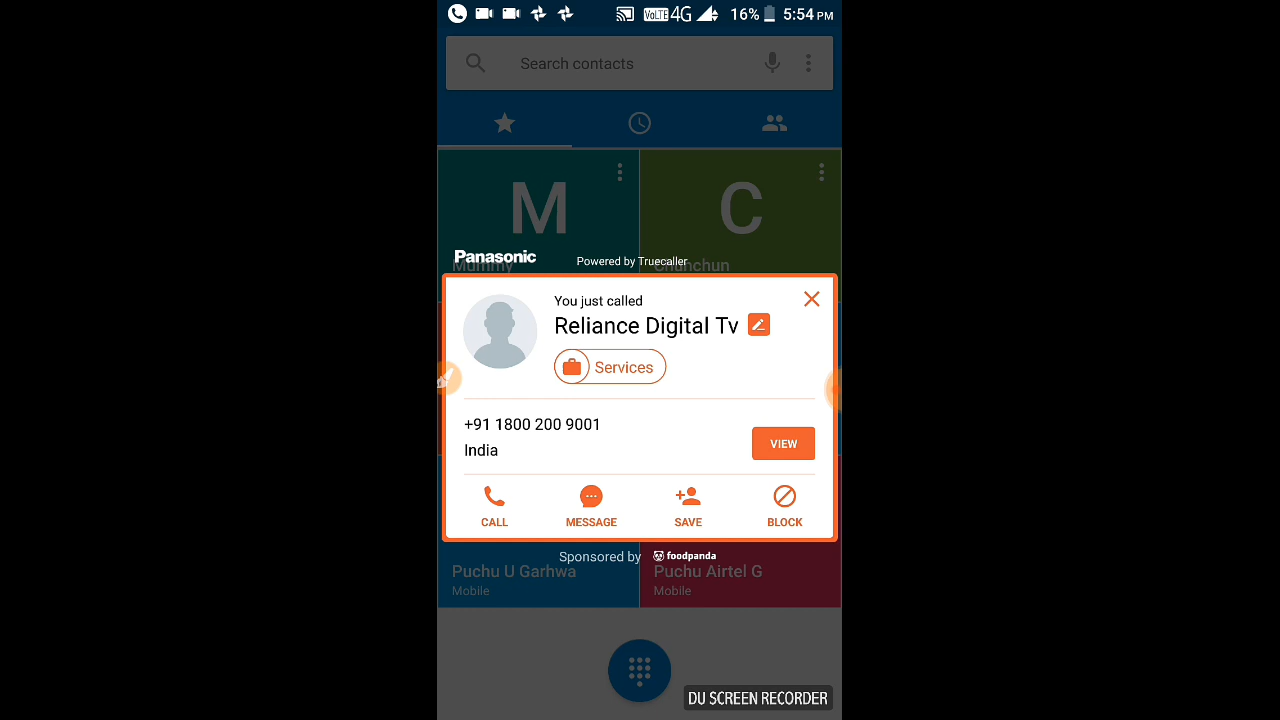 VoLTE 4G 16% 5:54 PM
Search contacts
M C
Panasonic Powered by Truecaller
Mummy Chunchun
You just called
Reliance Digital Tv
Services
+91 1800 200 9001
India
VIEW
CALL MESSAGE SAVE BLOCK
Sponsored by foodpanda
Puchu U Garhwa Puchu Airtel G
Mobile Mobile
DU SCREEN RECORDER